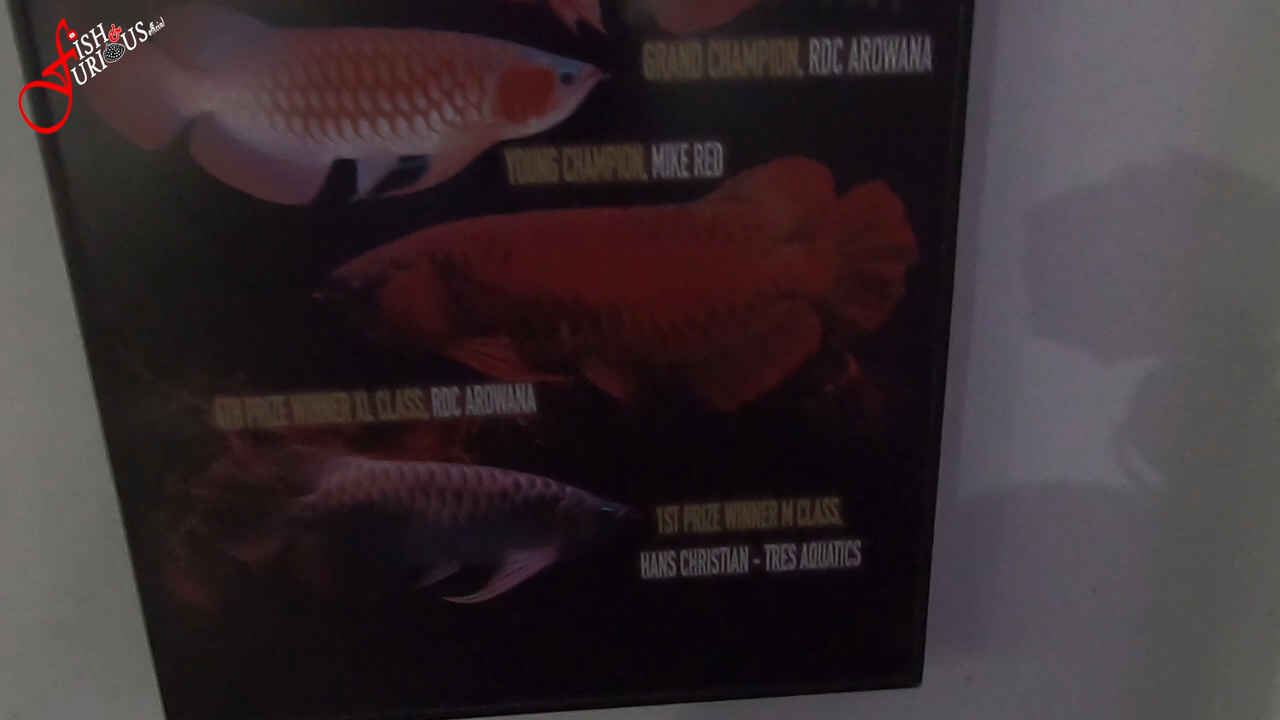 FISH & FURIOUS official
GRAND CHAMPION, RDC AROWANA
YOUNG CHAMPION, MIKE RED
5TH PRIZE WINNER XL CLASS, RDC AROWANA
1ST PRIZE WINNER M CLASS,
HANS CHRISTIAN - TRES AQUATICS